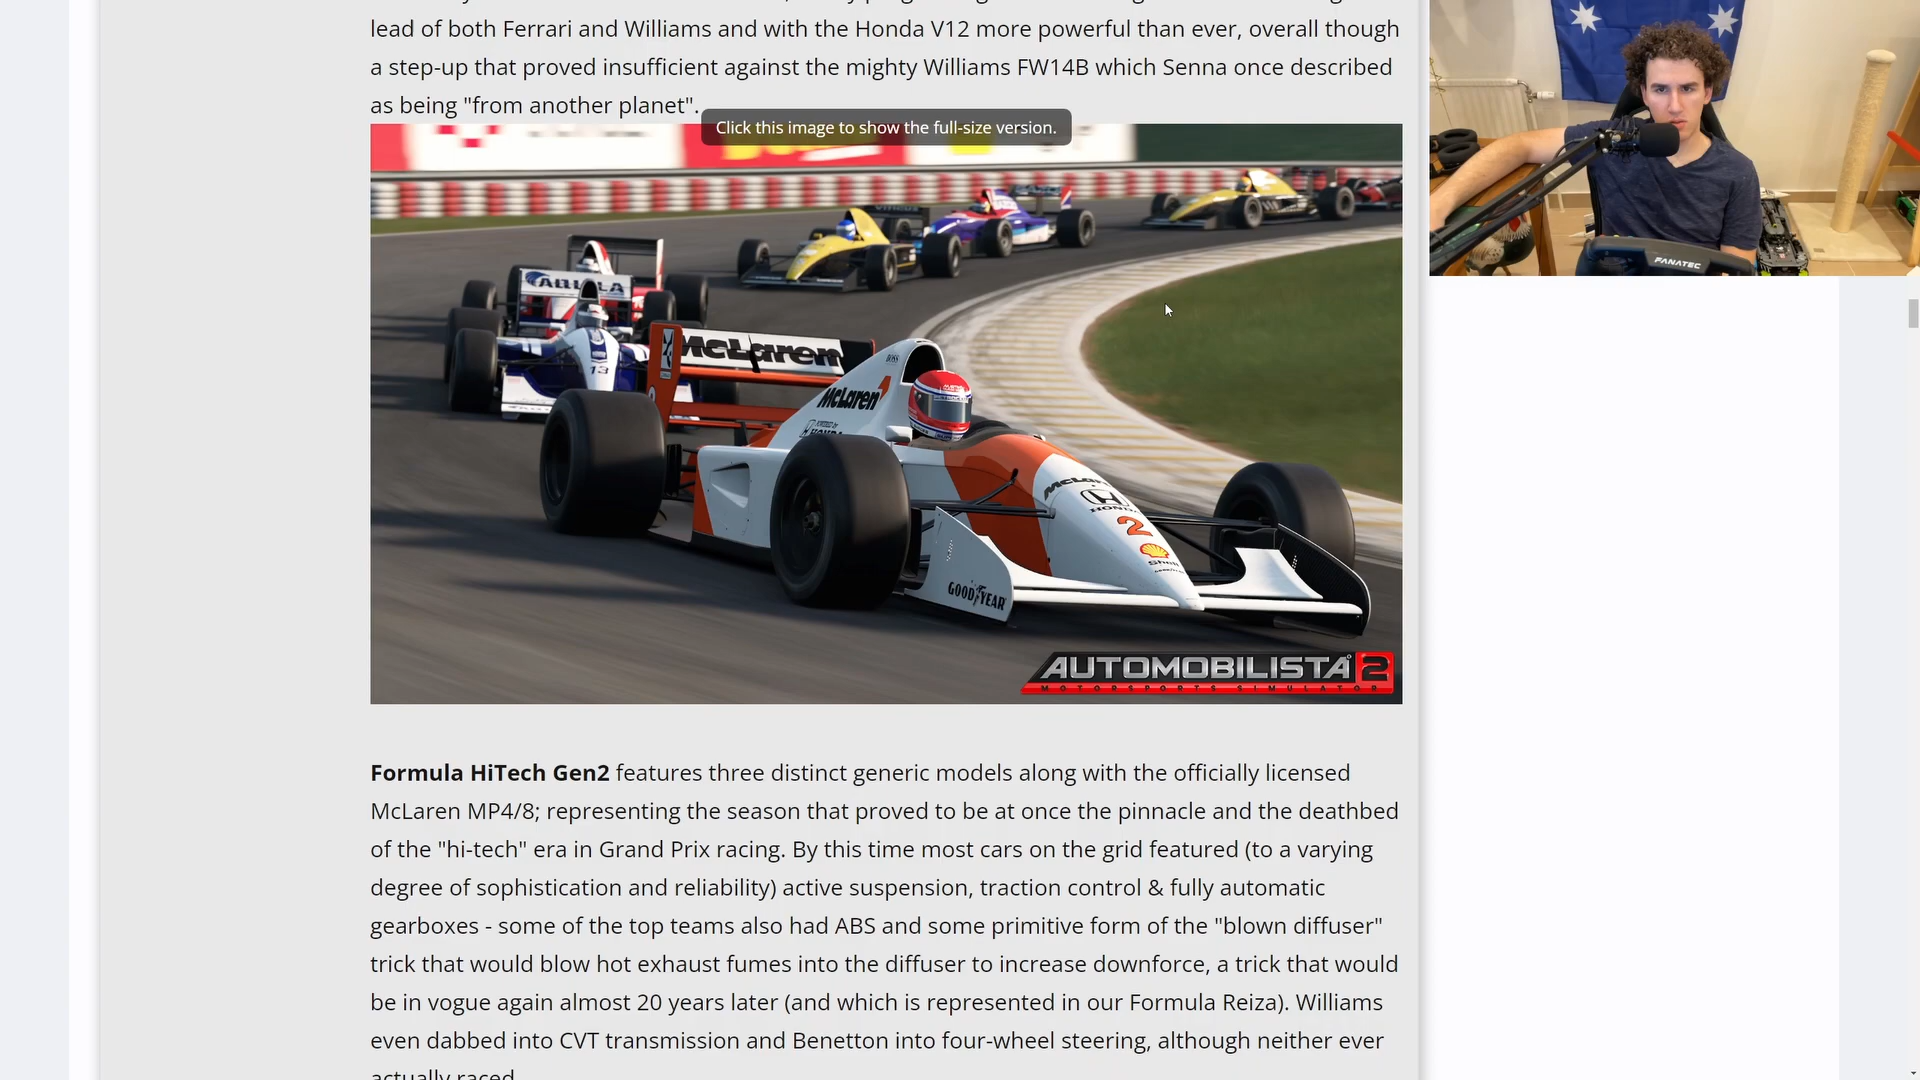 lead of both Ferrari and Williams and with the Honda V12 more powerful than ever, overall though
a step-up that proved insufficient against the mighty Williams FW14B which Senna once described
as being "from another planet".
Click this image to show the full-size version.
FANATEC
McLaren
BOSS
McLaren
13
McLaren
HONDA
2
Shell
GOODYEAR
AUTOMOBILISTA 2
MOTORSPORTS SIMULATOR
Formula HiTech Gen2 features three distinct generic models along with the officially licensed
McLaren MP4/8; representing the season that proved to be at once the pinnacle and the deathbed
of the "hi-tech" era in Grand Prix racing. By this time most cars on the grid featured (to a varying
degree of sophistication and reliability) active suspension, traction control & fully automatic
gearboxes - some of the top teams also had ABS and some primitive form of the "blown diffuser"
trick that would blow hot exhaust fumes into the diffuser to increase downforce, a trick that would
be in vogue again almost 20 years later (and which is represented in our Formula Reiza). Williams
even dabbed into CVT transmission and Benetton into four-wheel steering, although neither ever
actually raced.